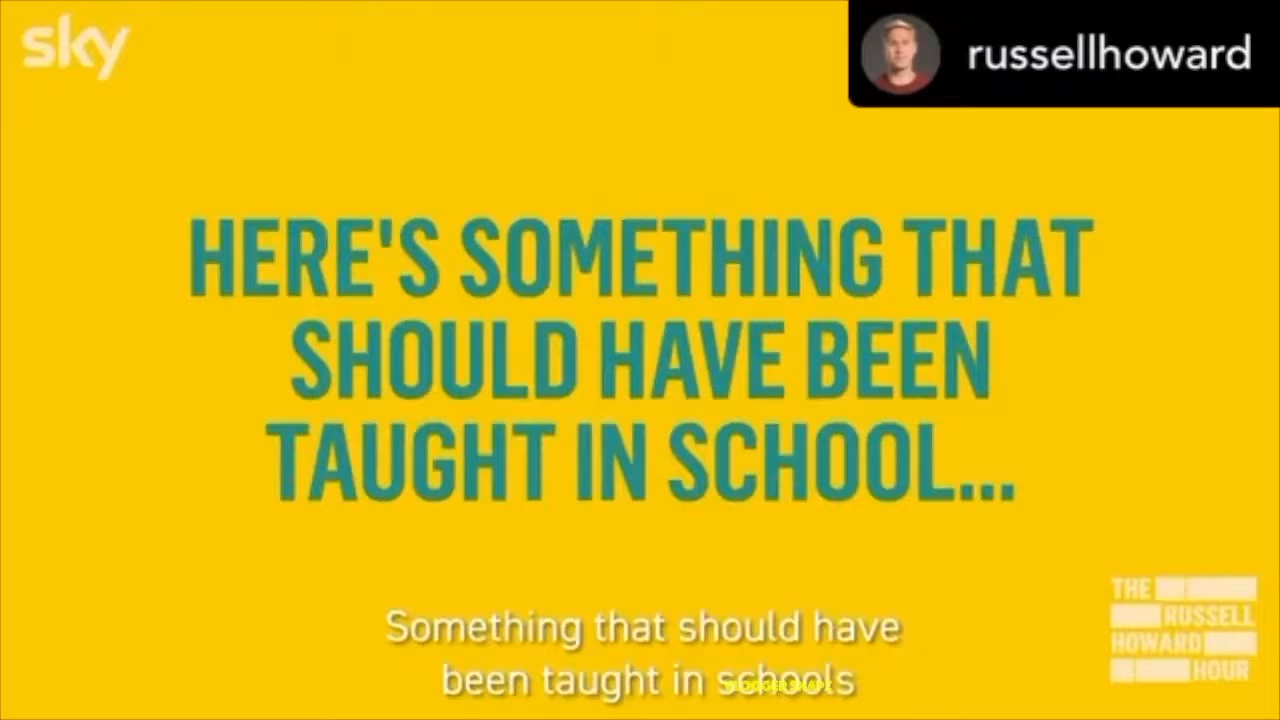 sky
russellhoward
HERE'S SOMETHING THAT
SHOULD HAVE BEEN
TAUGHT IN SCHOOL...
THE
RUSSELL
HOWARD
HOUR
Something that should have
been taught in schools